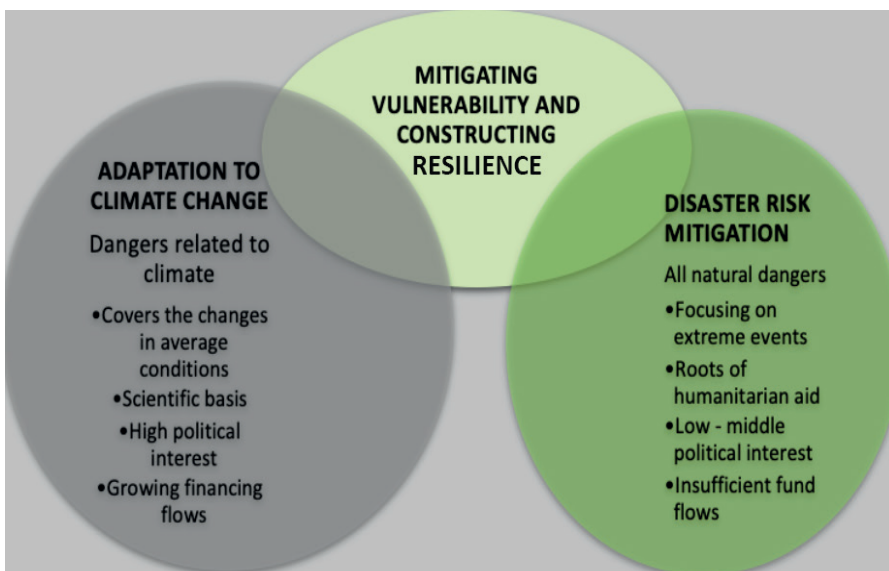 MITIGATING
VULNERABILITY AND
CONSTRUCTING
RESILIENCE
ADAPTATION TO
CLIMATE CHANGE
Dangers related to
climate
•Covers the changes
in average
conditions
•Scientific basis
•High political
interest
•Growing financing
flows
DISASTER RISK
MITIGATION
All natural dangers
•Focusing on
extreme events
•Roots of
humanitarian aid
•Low - middle
political interest
•Insufficient fund
flows